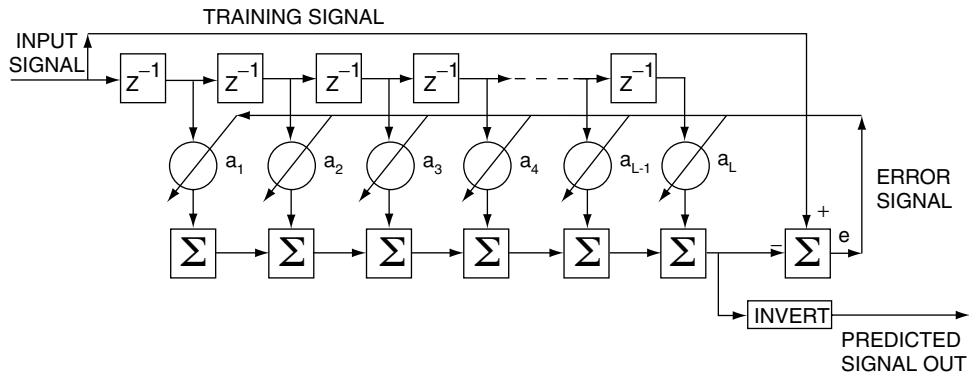 TRAINING SIGNAL
INPUT
SIGNAL
z⁻¹ z⁻¹ z⁻¹ z⁻¹ z⁻¹
a₁ a₂ a₃ a₄ a_{L-1} a_L
ERROR
SIGNAL
+
Σ Σ Σ Σ Σ Σ − Σ e
INVERT
PREDICTED
SIGNAL OUT